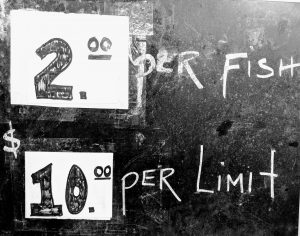 2.00 PER FISH
$
10.00 PER LIMIT